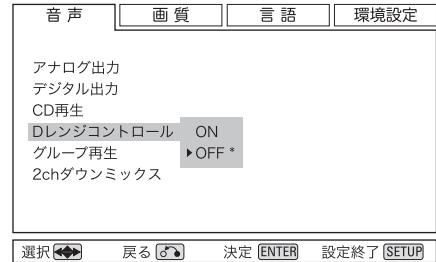 音声 画質 言語 環境設定
アナログ出力
デジタル出力
CD再生
Dレンジコントロール ON
グループ再生 ▶OFF *
2chダウンミックス
選択 戻る 決定 ENTER 設定終了 SETUP